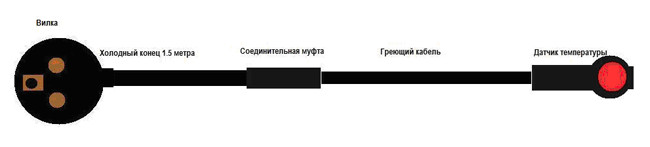 Вилка
Холодный конец 1.5 метра
Соединительная муфта
Греющий кабель
Датчик температуры